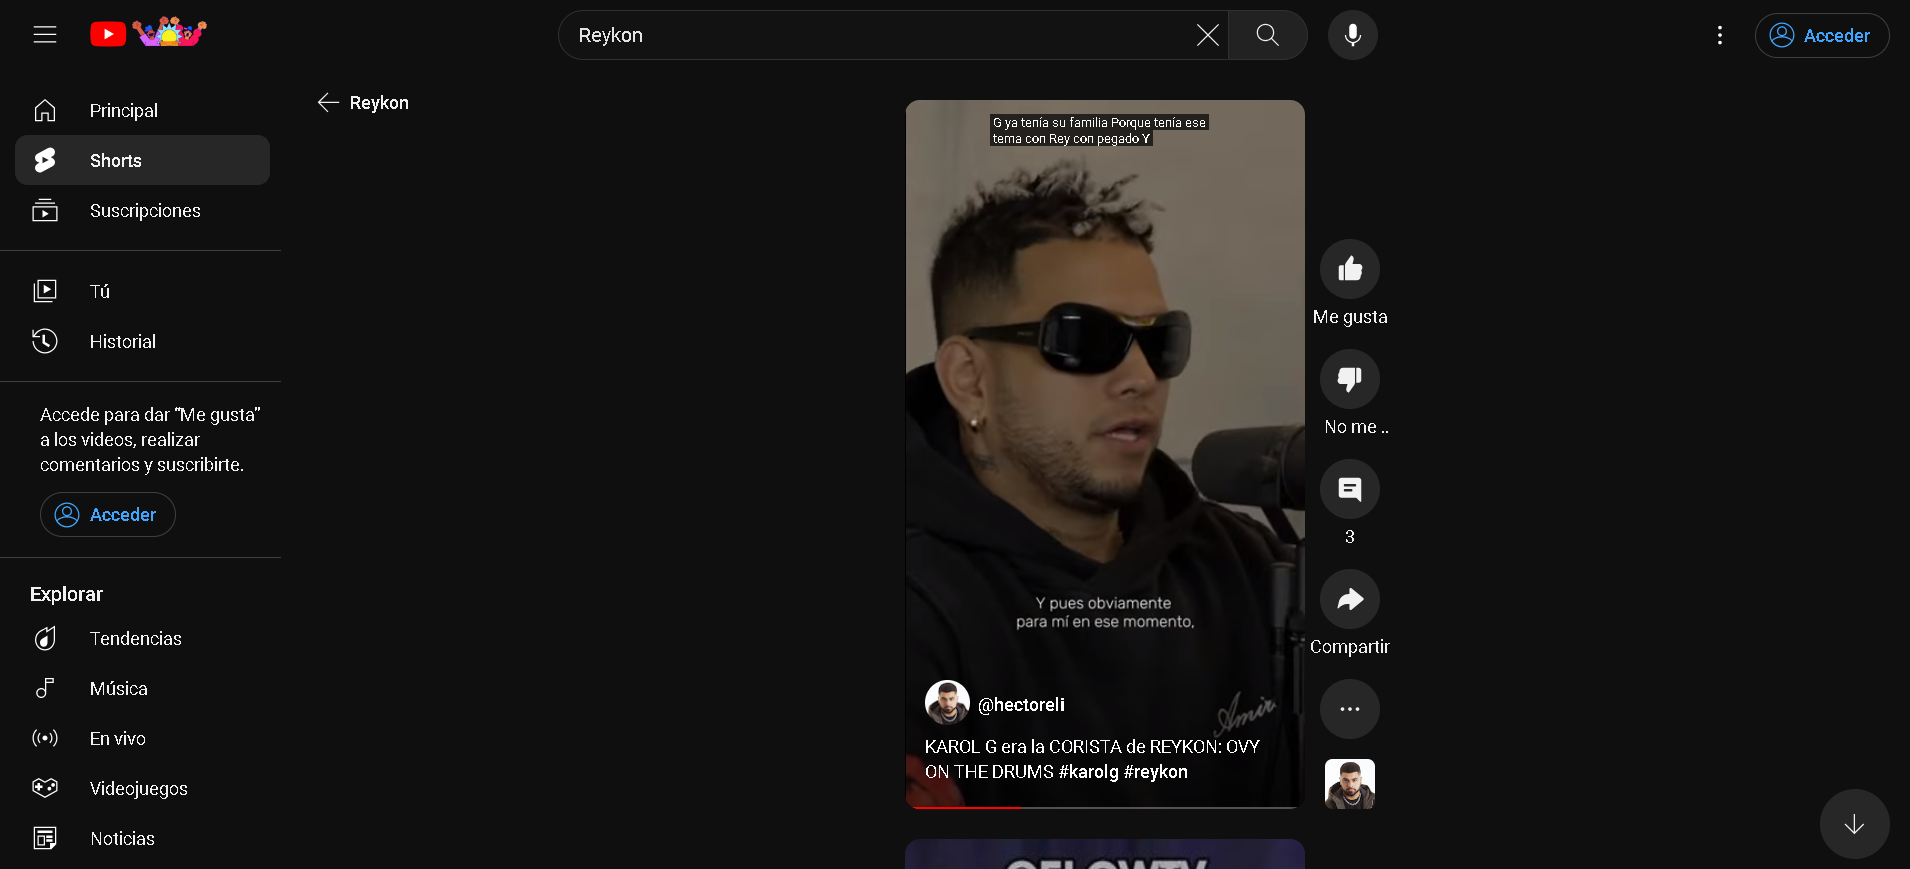 Reykon
Acceder
Principal
Shorts
Suscripciones
Tú
Historial
Accede para dar “Me gusta”
a los videos, realizar
comentarios y suscribirte.
Acceder
Explorar
Tendencias
Música
En vivo
Videojuegos
Noticias
Reykon
G ya tenía su familia Porque tenía ese
tema con Rey con pegado Y
Y pues obviamente
para mí en ese momento,
Amir
@hectoreli
KAROL G era la CORISTA de REYKON: OVY
ON THE DRUMS #karolg #reykon
Me gusta
No me ..
3
Compartir